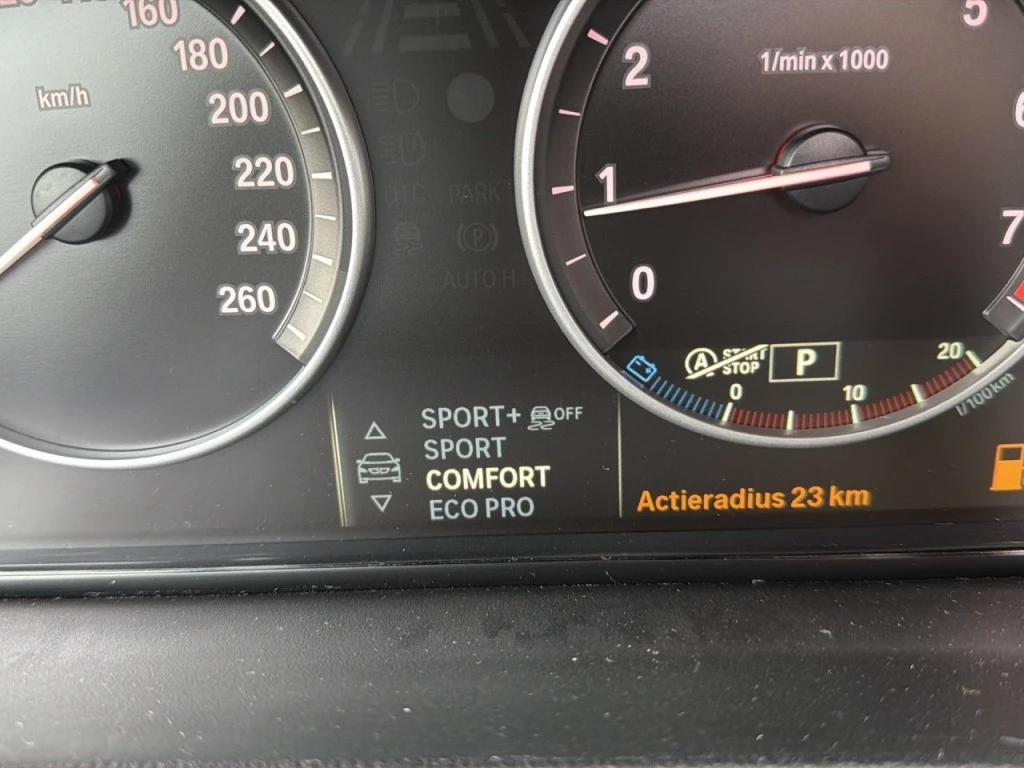 160
180
200
220
240
260
km/h
1/min x 1000
0
1
2
5
6
7
DTC PARK
(P)
AUTO H
A START STOP
P
0 10 20
l/100km
SPORT+ OFF
SPORT
COMFORT
ECO PRO
Actieradius 23 km